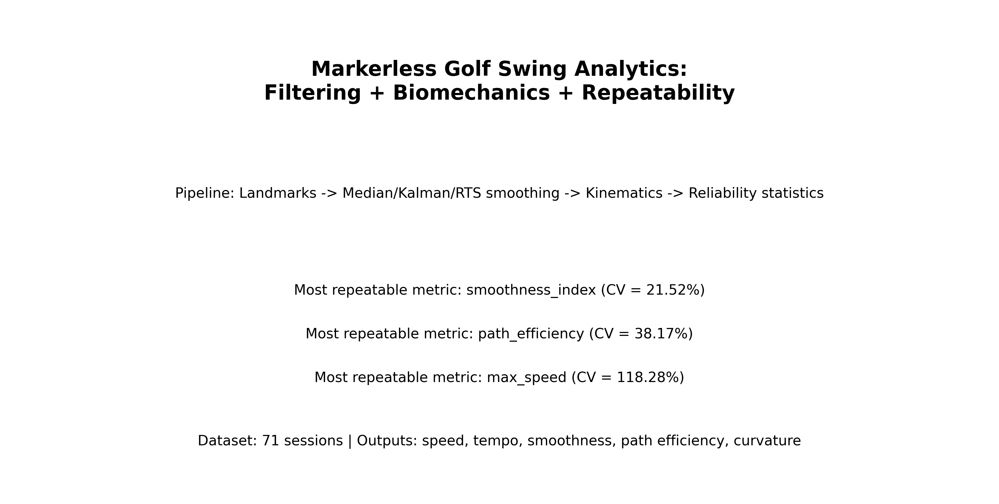 Markerless Golf Swing Analytics:
Filtering + Biomechanics + Repeatability
Pipeline: Landmarks -> Median/Kalman/RTS smoothing -> Kinematics -> Reliability statistics
Most repeatable metric: smoothness_index (CV = 21.52%)
Most repeatable metric: path_efficiency (CV = 38.17%)
Most repeatable metric: max_speed (CV = 118.28%)
Dataset: 71 sessions | Outputs: speed, tempo, smoothness, path efficiency, curvature